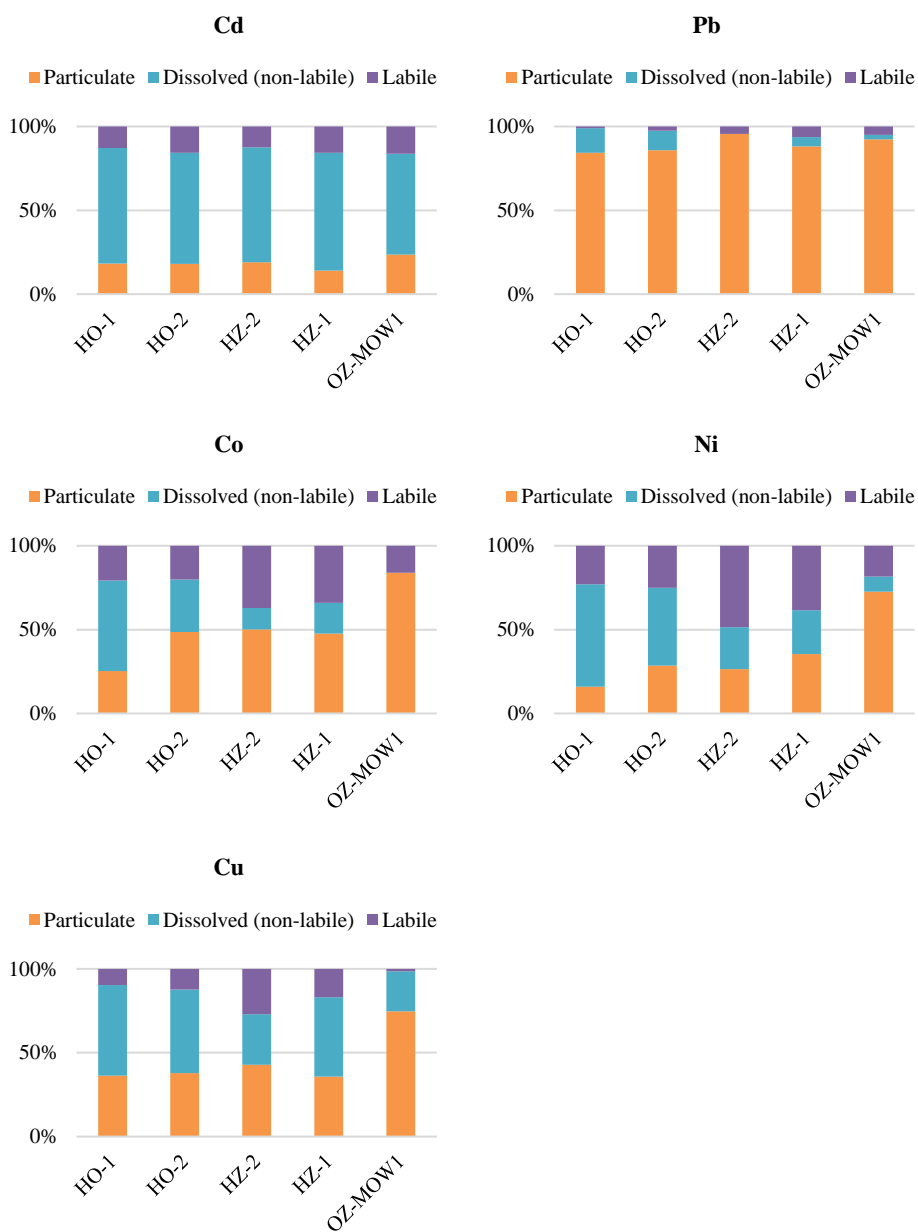 Cd
Particulate Dissolved (non-labile) Labile
100%
50%
0%
HO-1 HO-2 HZ-2 HZ-1 OZ-MOW1
Pb
Particulate Dissolved (non-labile) Labile
100%
50%
0%
HO-1 HO-2 HZ-2 HZ-1 OZ-MOW1
Co
Particulate Dissolved (non-labile) Labile
100%
50%
0%
HO-1 HO-2 HZ-2 HZ-1 OZ-MOW1
Ni
Particulate Dissolved (non-labile) Labile
100%
50%
0%
HO-1 HO-2 HZ-2 HZ-1 OZ-MOW1
Cu
Particulate Dissolved (non-labile) Labile
100%
50%
0%
HO-1 HO-2 HZ-2 HZ-1 OZ-MOW1